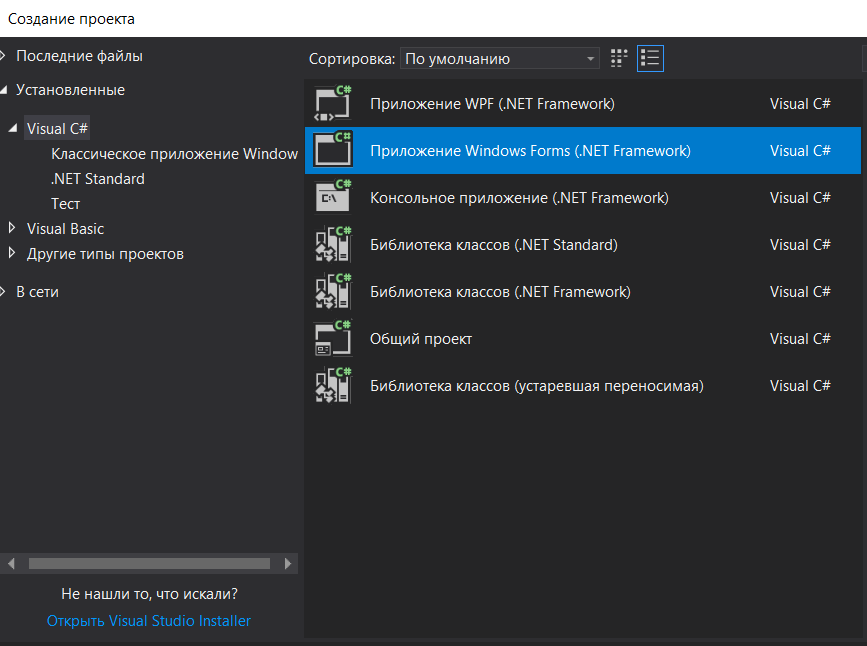 Создание проекта
Последние файлы
Установленные
Visual C#
Классическое приложение Window
.NET Standard
Тест
Visual Basic
Другие типы проектов
В сети
Не нашли то, что искали?
Открыть Visual Studio Installer
Сортировка: По умолчанию
C# Приложение WPF (.NET Framework) Visual C#
C# Приложение Windows Forms (.NET Framework) Visual C#
C# C:\ Консольное приложение (.NET Framework) Visual C#
C# Библиотека классов (.NET Standard) Visual C#
C# Библиотека классов (.NET Framework) Visual C#
C# Общий проект Visual C#
C# Библиотека классов (устаревшая переносимая) Visual C#